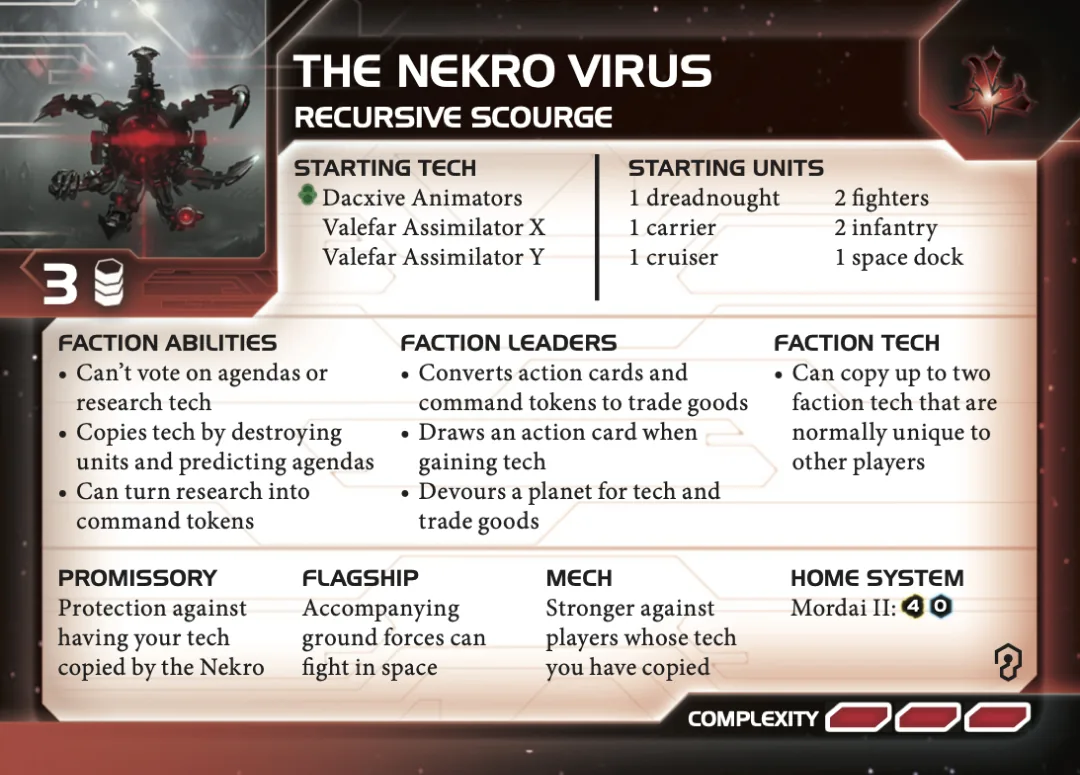 THE NEKRO VIRUS
RECURSIVE SCOURGE
3
STARTING TECH
Dacxive Animators
Valefar Assimilator X
Valefar Assimilator Y
STARTING UNITS
1 dreadnought
1 carrier
1 cruiser
2 fighters
2 infantry
1 space dock
FACTION ABILITIES
• Can't vote on agendas or
research tech
• Copies tech by destroying
units and predicting agendas
• Can turn research into
command tokens
FACTION LEADERS
• Converts action cards and
command tokens to trade goods
• Draws an action card when
gaining tech
• Devours a planet for tech and
trade goods
FACTION TECH
• Can copy up to two
faction tech that are
normally unique to
other players
PROMISSORY
Protection against
having your tech
copied by the Nekro
FLAGSHIP
Accompanying
ground forces can
fight in space
MECH
Stronger against
players whose tech
you have copied
HOME SYSTEM
Mordai II: 4 0
COMPLEXITY